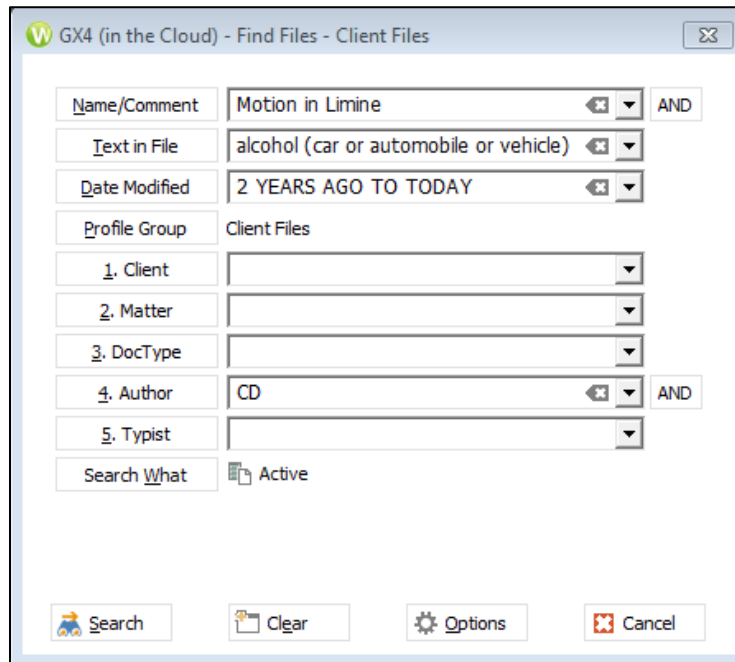 GX4 (in the Cloud) - Find Files - Client Files
Name/Comment Motion in Limine AND
Text in File alcohol (car or automobile or vehicle)
Date Modified 2 YEARS AGO TO TODAY
Profile Group Client Files
1. Client
2. Matter
3. DocType
4. Author CD AND
5. Typist
Search What Active
Search Clear Options Cancel